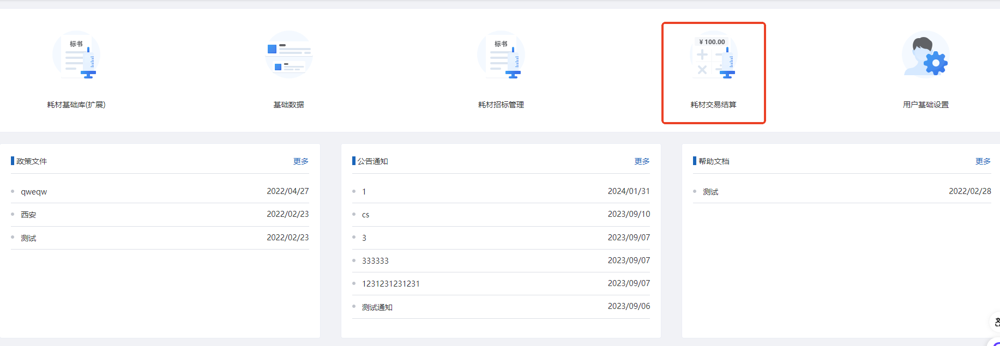 标书
标书
¥ 100.00
耗材基础库(扩展)
基础数据
耗材招标管理
耗材交易结算
用户基础设置
政策文件
更多
qweqw
2022/04/27
西安
2022/02/23
测试
2022/02/23
公告通知
更多
1
2024/01/31
cs
2023/09/10
3
2023/09/07
333333
2023/09/07
1231231231231
2023/09/07
测试通知
2023/09/06
帮助文档
更多
测试
2022/02/28